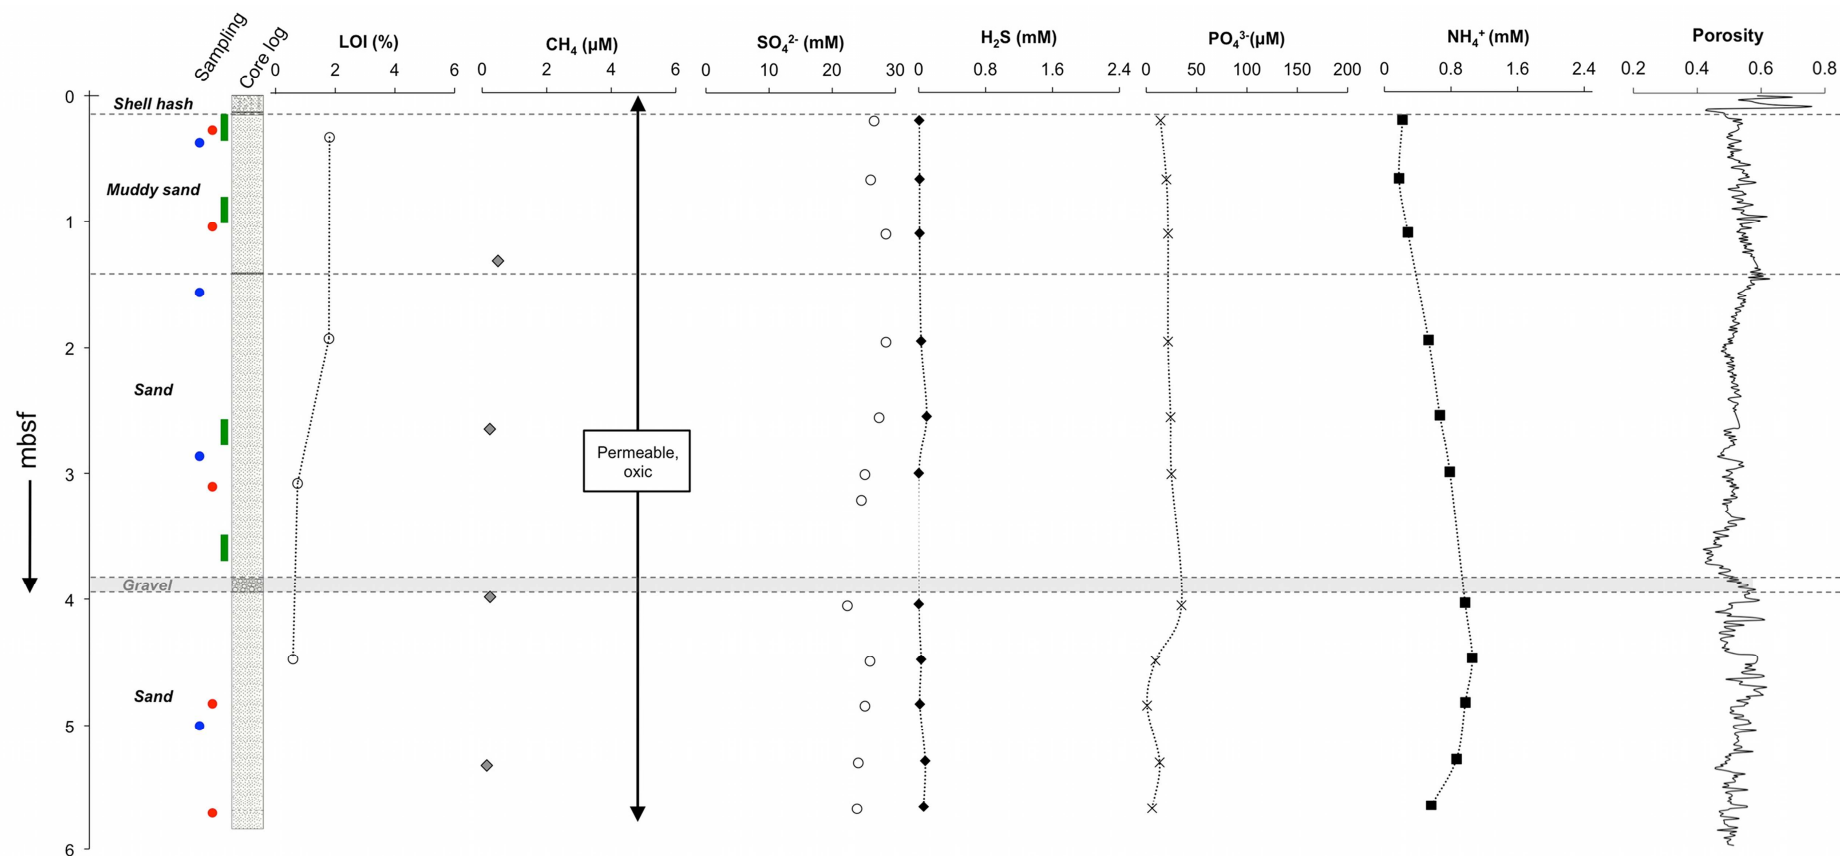 Sampling
Core log
LOI (%)
CH₄ (µM)
SO₄²⁻ (mM)
H₂S (mM)
PO₄³⁻(µM)
NH₄⁺ (mM)
Porosity
0 2 4 6
0 2 4 6
0 10 20 30
0 0.8 1.6 2.4
0 50 100 150 200
0 0.8 1.6 2.4
0.2 0.4 0.6 0.8
0
Shell hash
Muddy sand
1
2
Sand
mbsf
Permeable,
oxic
3
Gravel
4
Sand
5
6